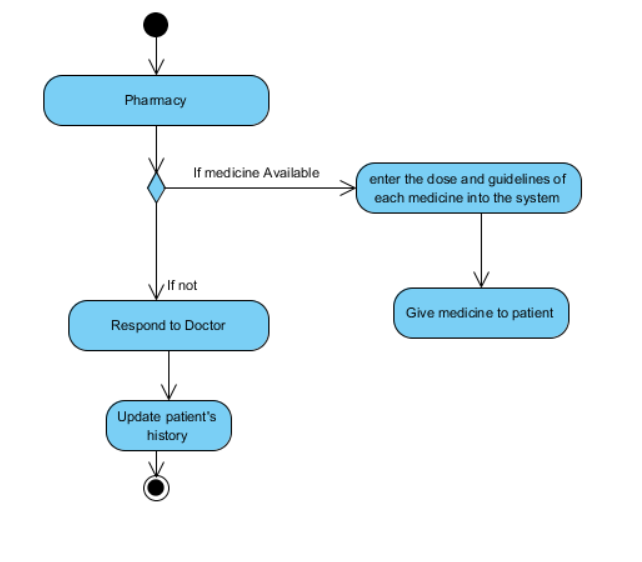 Pharmacy
If medicine Available
enter the dose and guidelines of
each medicine into the system
If not
Give medicine to patient
Respond to Doctor
Update patient's
history